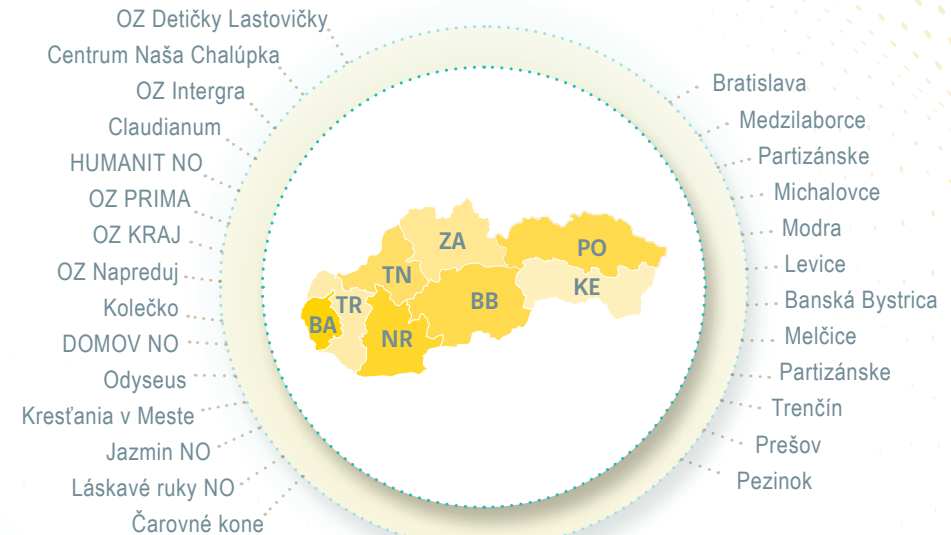 OZ Detičky Lastovičky
Centrum Naša Chalúpka
OZ Intergra
Claudianum
HUMANIT NO
OZ PRIMA
OZ KRAJ
OZ Napreduj
Kolečko
DOMOV NO
Odyseus
Kresťania v Meste
Jazmin NO
Láskavé ruky NO
Čarovné kone
ZA
PO
TN
KE
TR
BB
BA
NR
Bratislava
Medzilaborce
Partizánske
Michalovce
Modra
Levice
Banská Bystrica
Melčice
Partizánske
Trenčín
Prešov
Pezinok